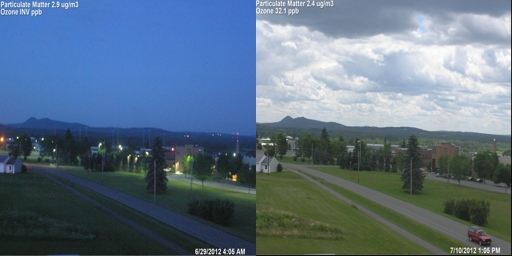 Particulate Matter 2.9 ug/m3
Ozone INV ppb
6/29/2012 4:05 AM
Particulate Matter 2.4 ug/m3
Ozone 32.1 ppb
7/10/2012 1:05 PM